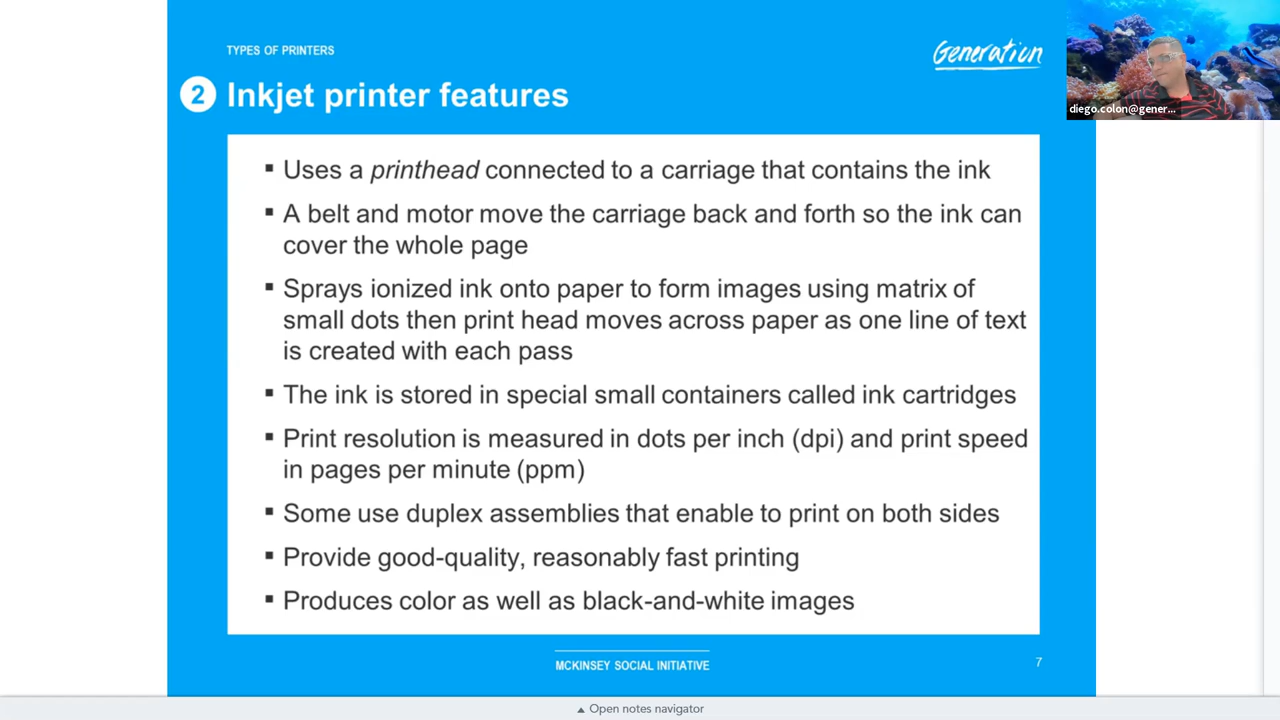 TYPES OF PRINTERS
Generation
2 Inkjet printer features
diego.colon@gener...
▪ Uses a printhead connected to a carriage that contains the ink
▪ A belt and motor move the carriage back and forth so the ink can
cover the whole page
▪ Sprays ionized ink onto paper to form images using matrix of
small dots then print head moves across paper as one line of text
is created with each pass
▪ The ink is stored in special small containers called ink cartridges
▪ Print resolution is measured in dots per inch (dpi) and print speed
in pages per minute (ppm)
▪ Some use duplex assemblies that enable to print on both sides
▪ Provide good-quality, reasonably fast printing
▪ Produces color as well as black-and-white images
MCKINSEY SOCIAL INITIATIVE
7
▲ Open notes navigator